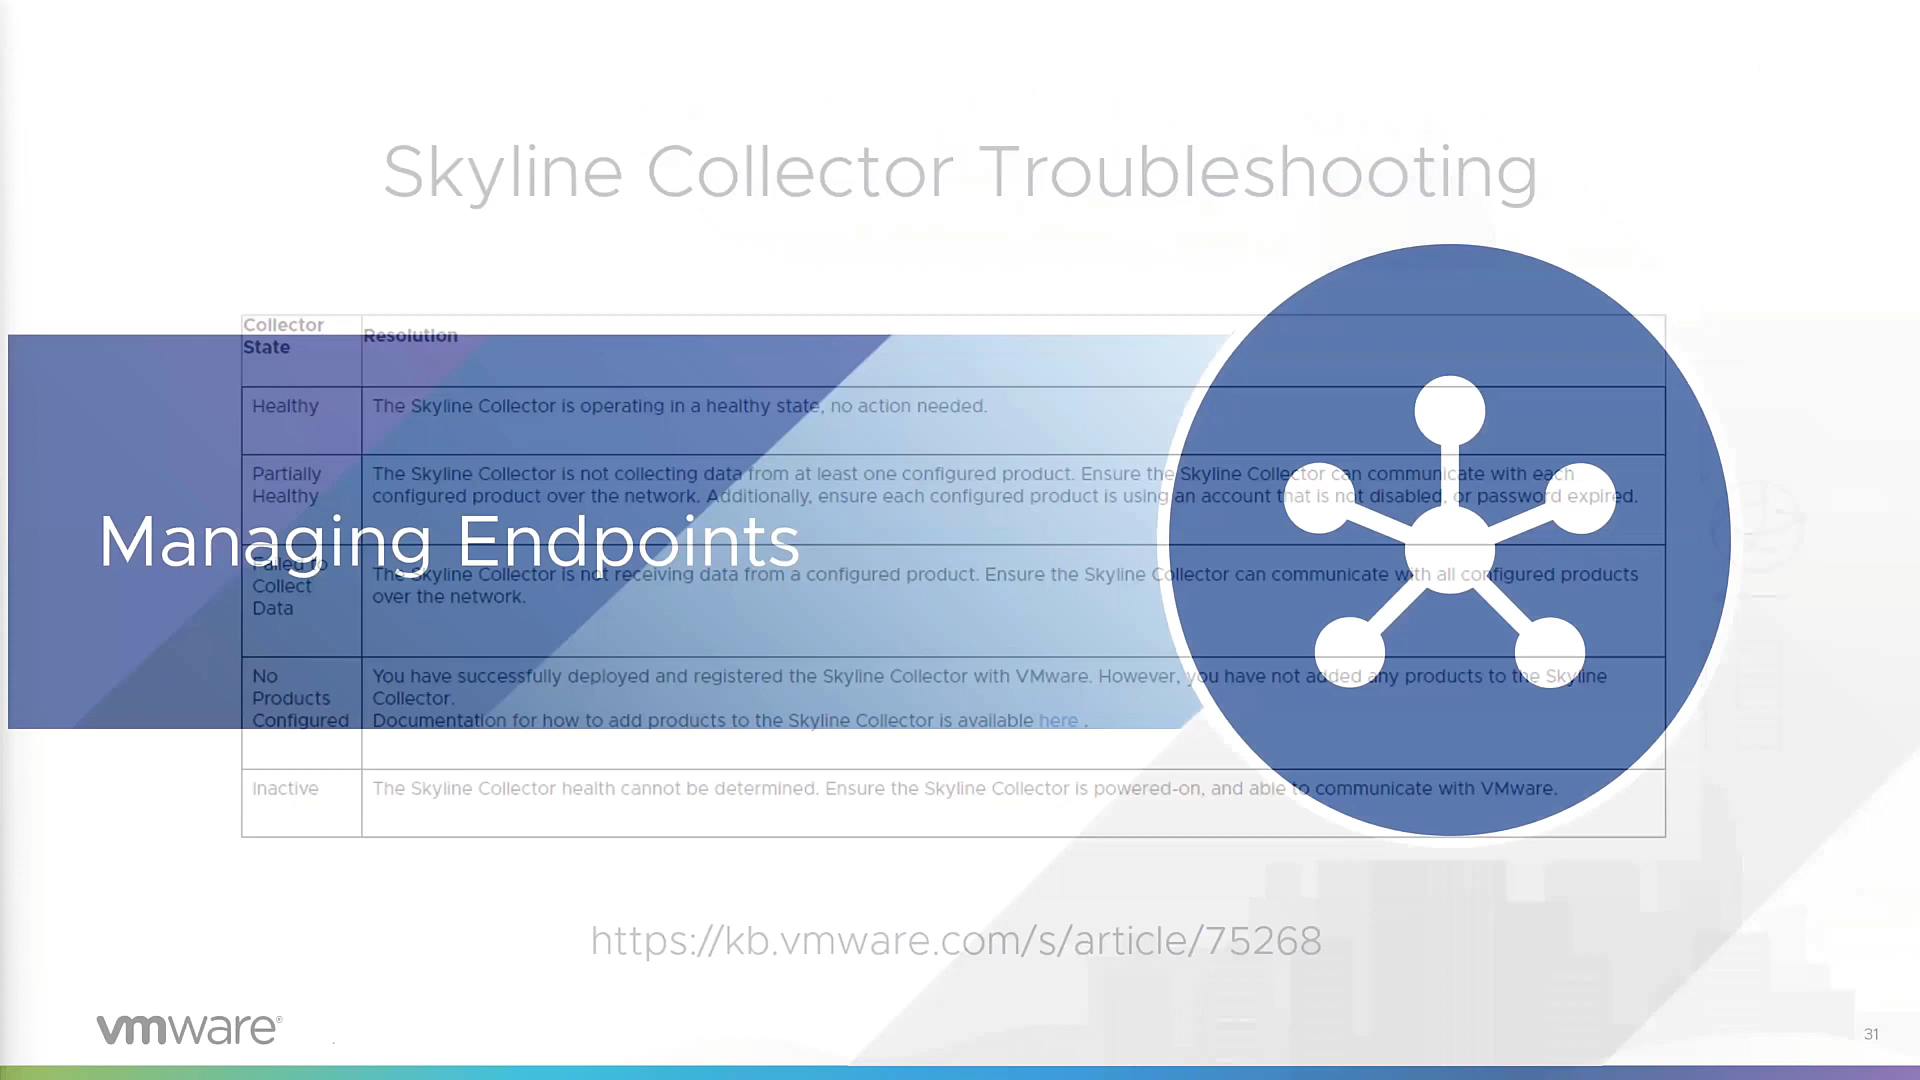 Skyline Collector Troubleshooting
Collector
State
Resolution
Healthy
The Skyline Collector is operating in a healthy state, no action needed.
Partially
Healthy
The Skyline Collector is not collecting data from at least one configured product. Ensure the Skyline Collector can communicate with each
configured product over the network. Additionally, ensure each configured product is using an account that is not disabled, or password expired.
Managing Endpoints
Failed to
Collect
Data
The Skyline Collector is not receiving data from a configured product. Ensure the Skyline Collector can communicate with all configured products
over the network.
No
Products
Configured
You have successfully deployed and registered the Skyline Collector with VMware. However, you have not added any products to the Skyline
Collector.
Documentation for how to add products to the Skyline Collector is available here .
Inactive
The Skyline Collector health cannot be determined. Ensure the Skyline Collector is powered-on, and able to communicate with VMware.
https://kb.vmware.com/s/article/75268
vmware®
31